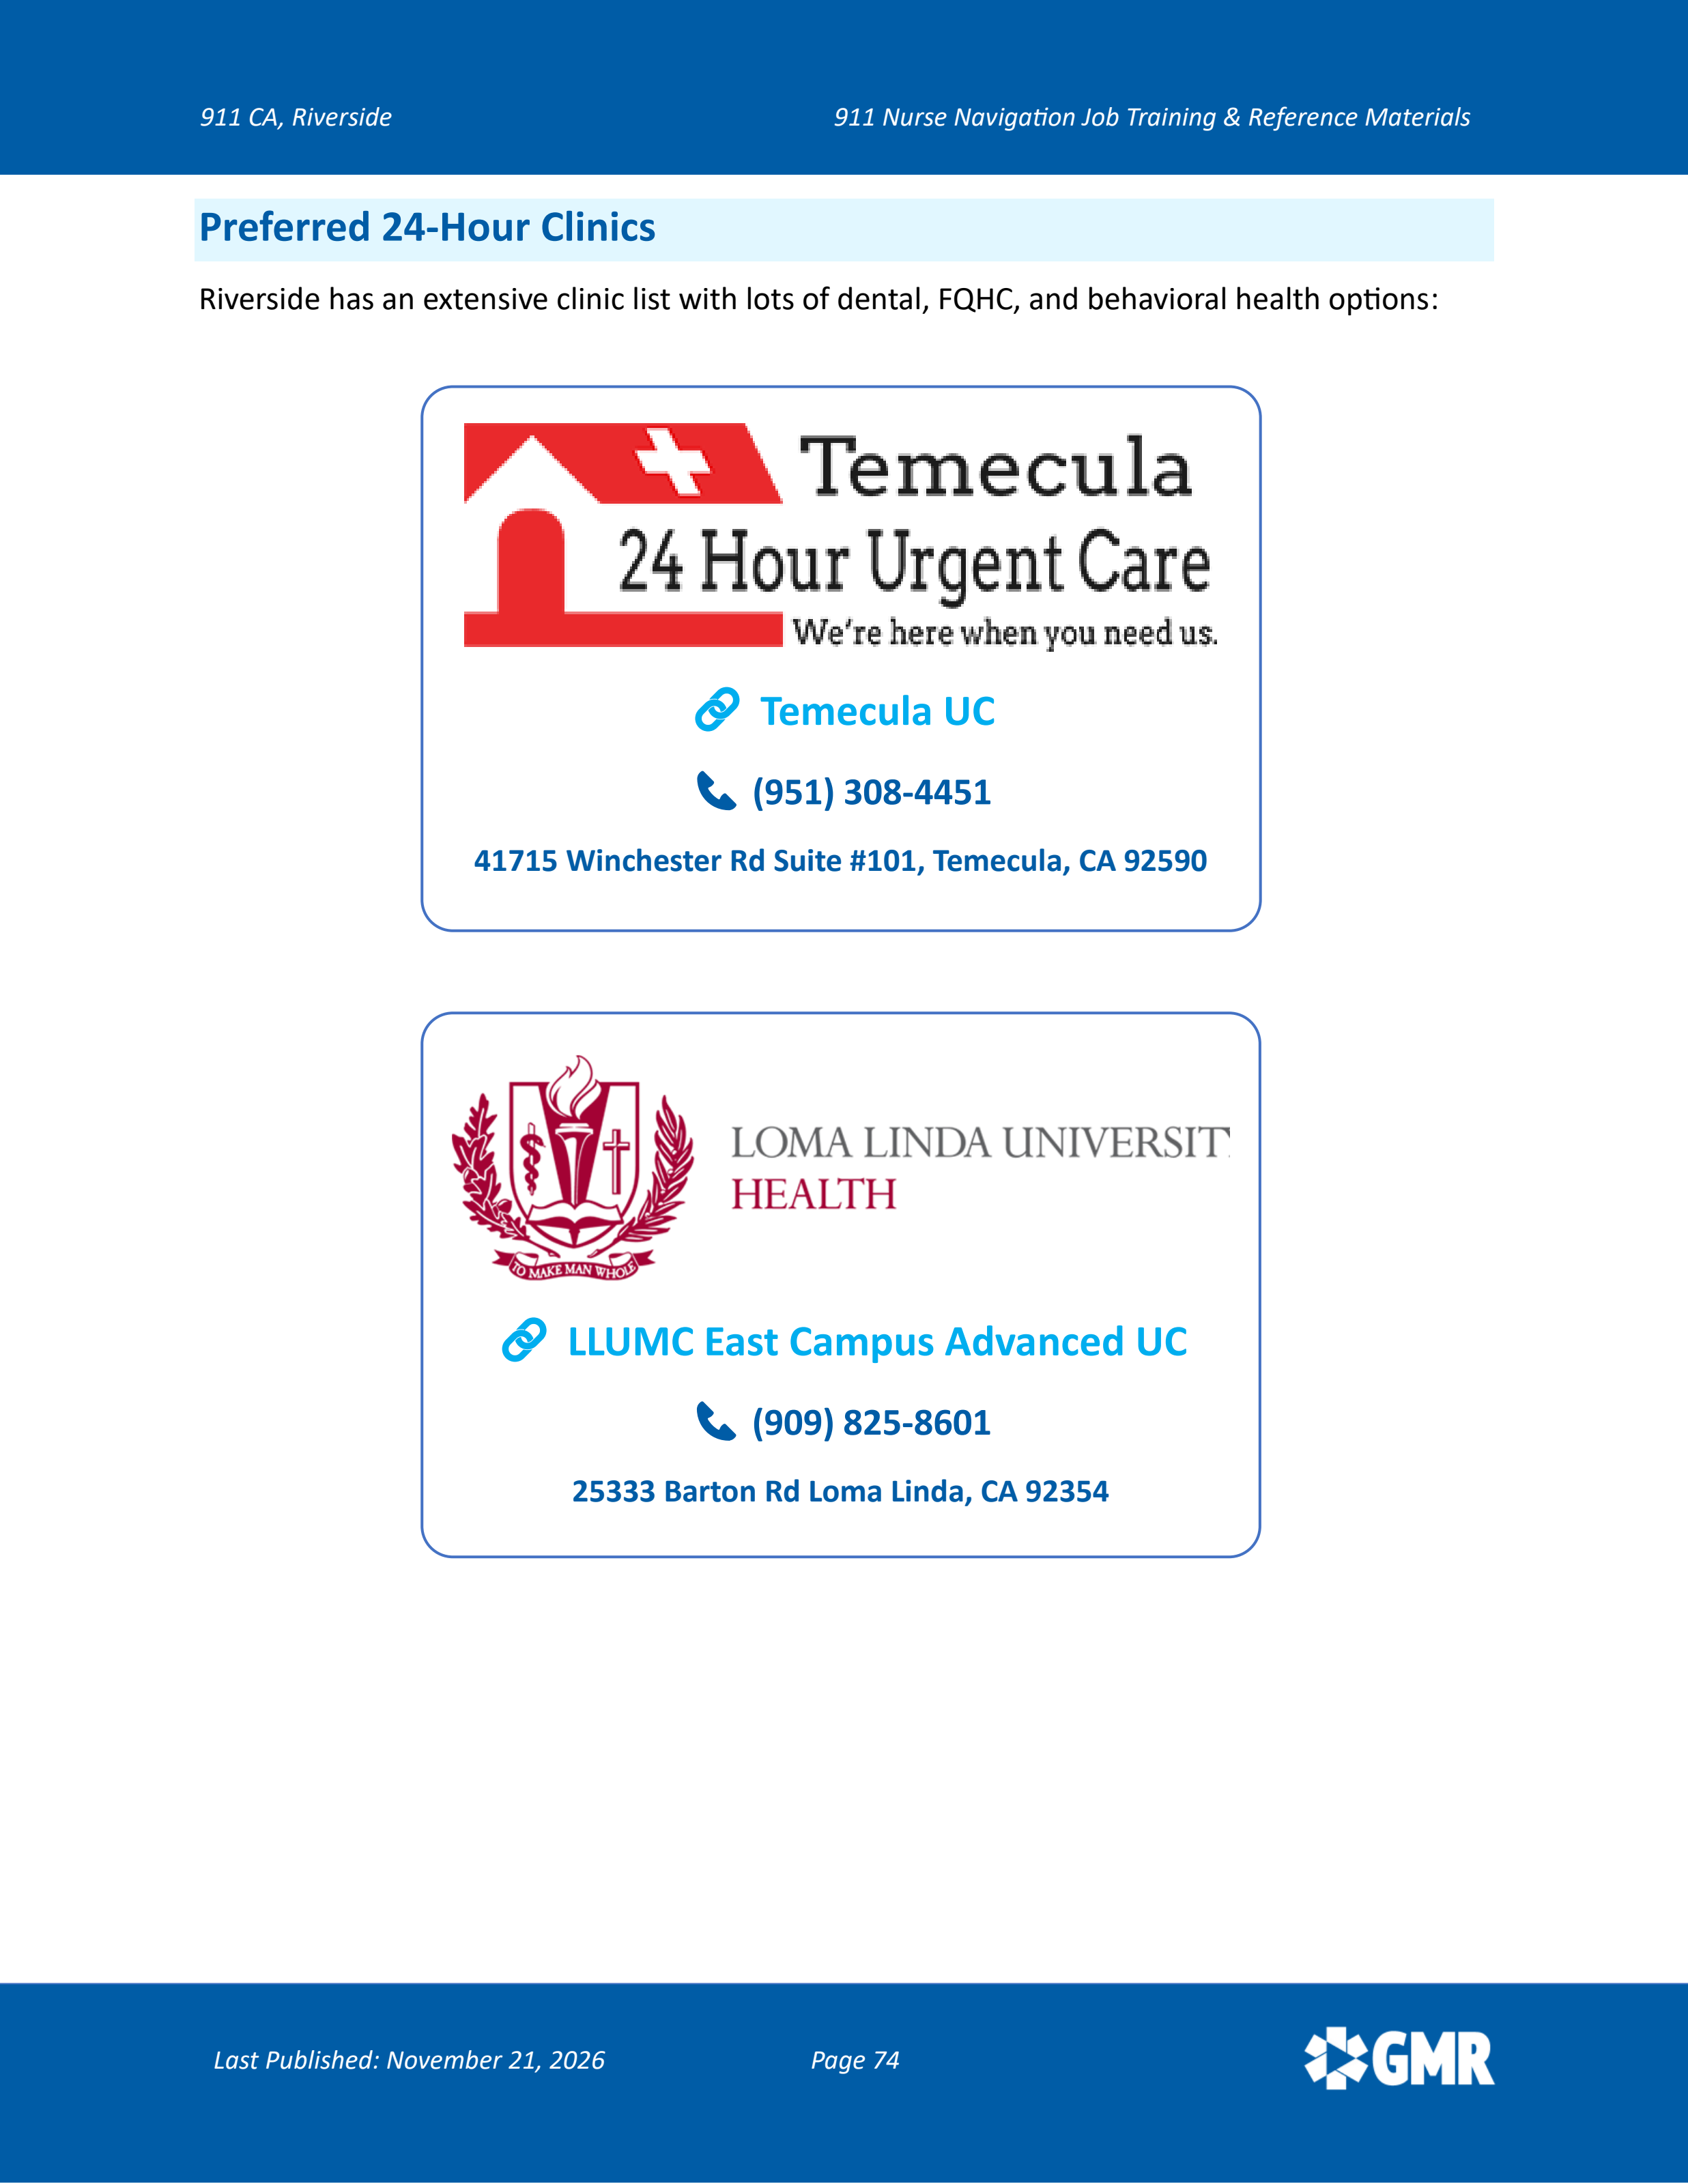 911 CA, Riverside
911 Nurse Navigation Job Training & Reference Materials
Preferred 24-Hour Clinics
Riverside has an extensive clinic list with lots of dental, FQHC, and behavioral health options:
Temecula
24 Hour Urgent Care
We're here when you need us.
Temecula UC
(951) 308-4451
41715 Winchester Rd Suite #101, Temecula, CA 92590
LOMA LINDA UNIVERSIT
HEALTH
TO MAKE MAN WHOLE
LLUMC East Campus Advanced UC
(909) 825-8601
25333 Barton Rd Loma Linda, CA 92354
Last Published: November 21, 2026
Page 74
GMR